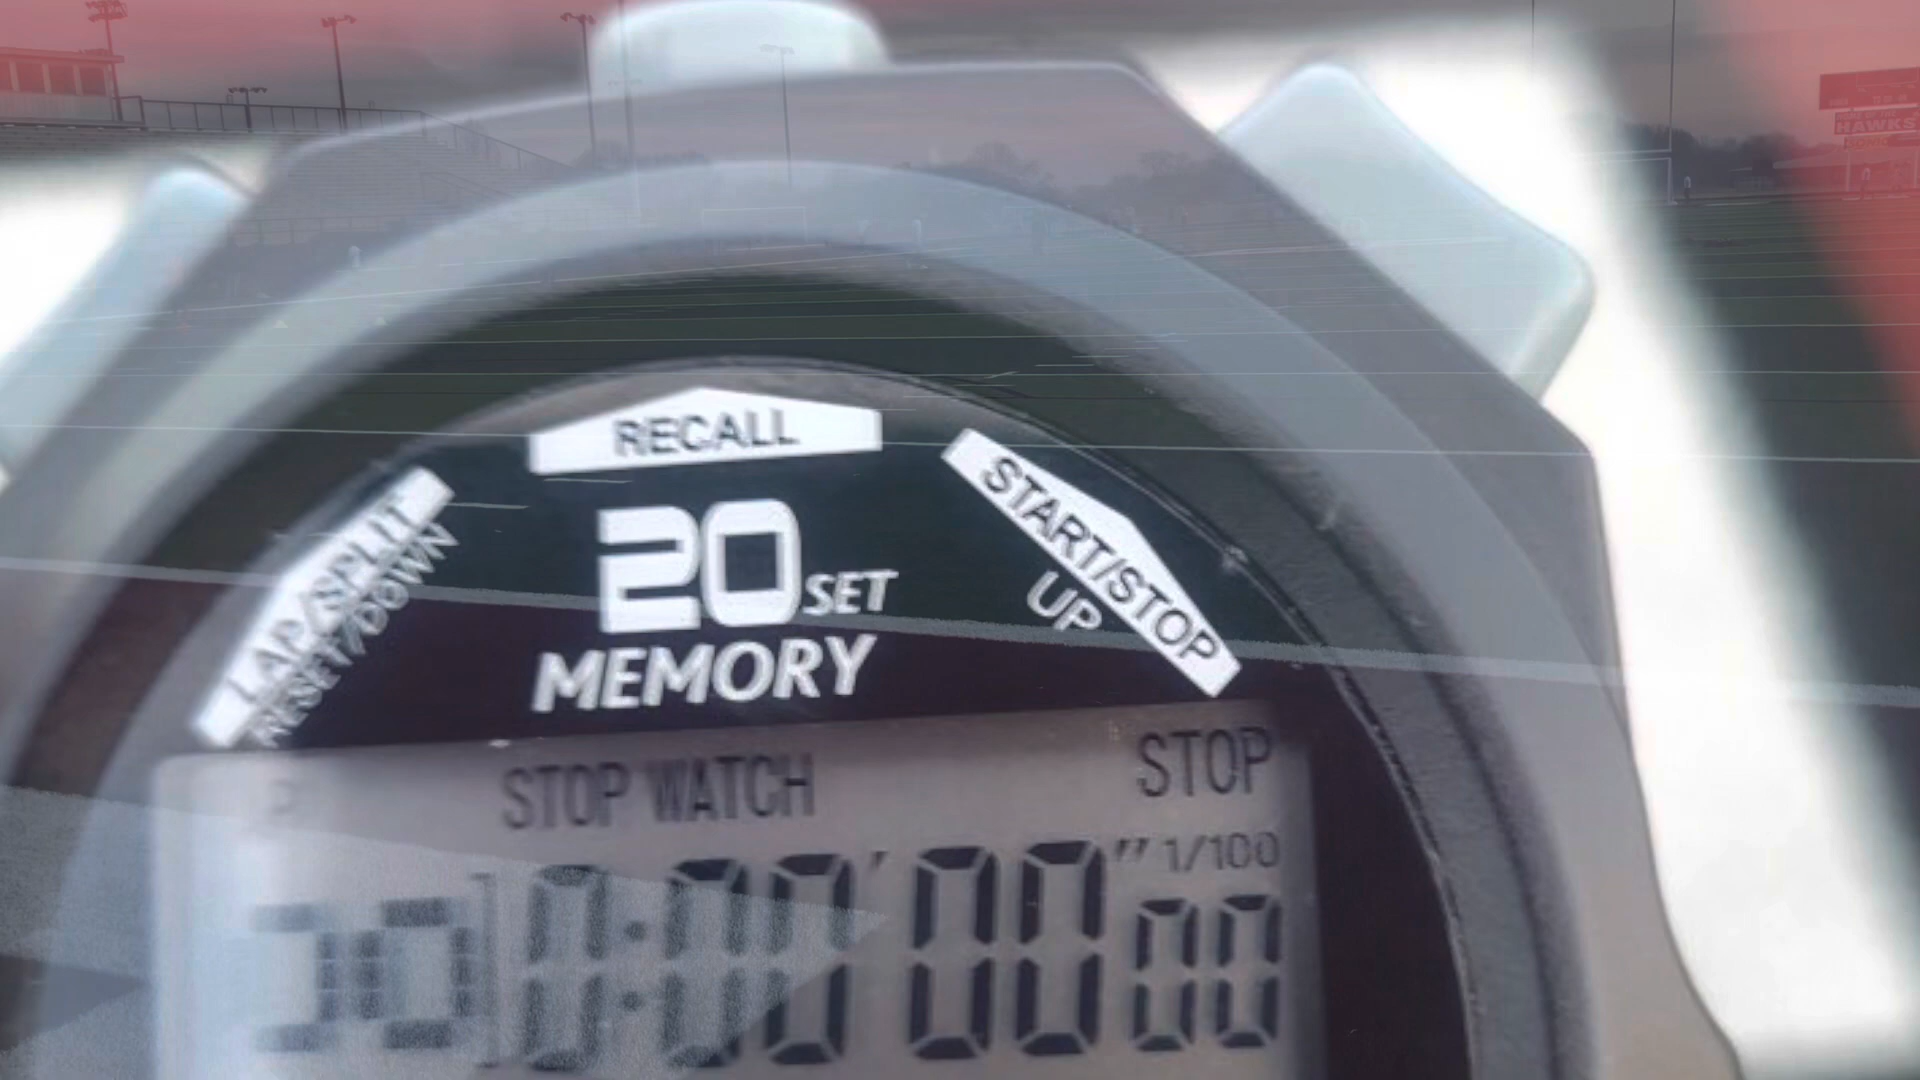 HAWKS
RECALL
START/STOP
UP
LAP/SPLIT
RESET/DOWN
20 SET
MEMORY
STOP WATCH
STOP
0:00'00"00
1/100